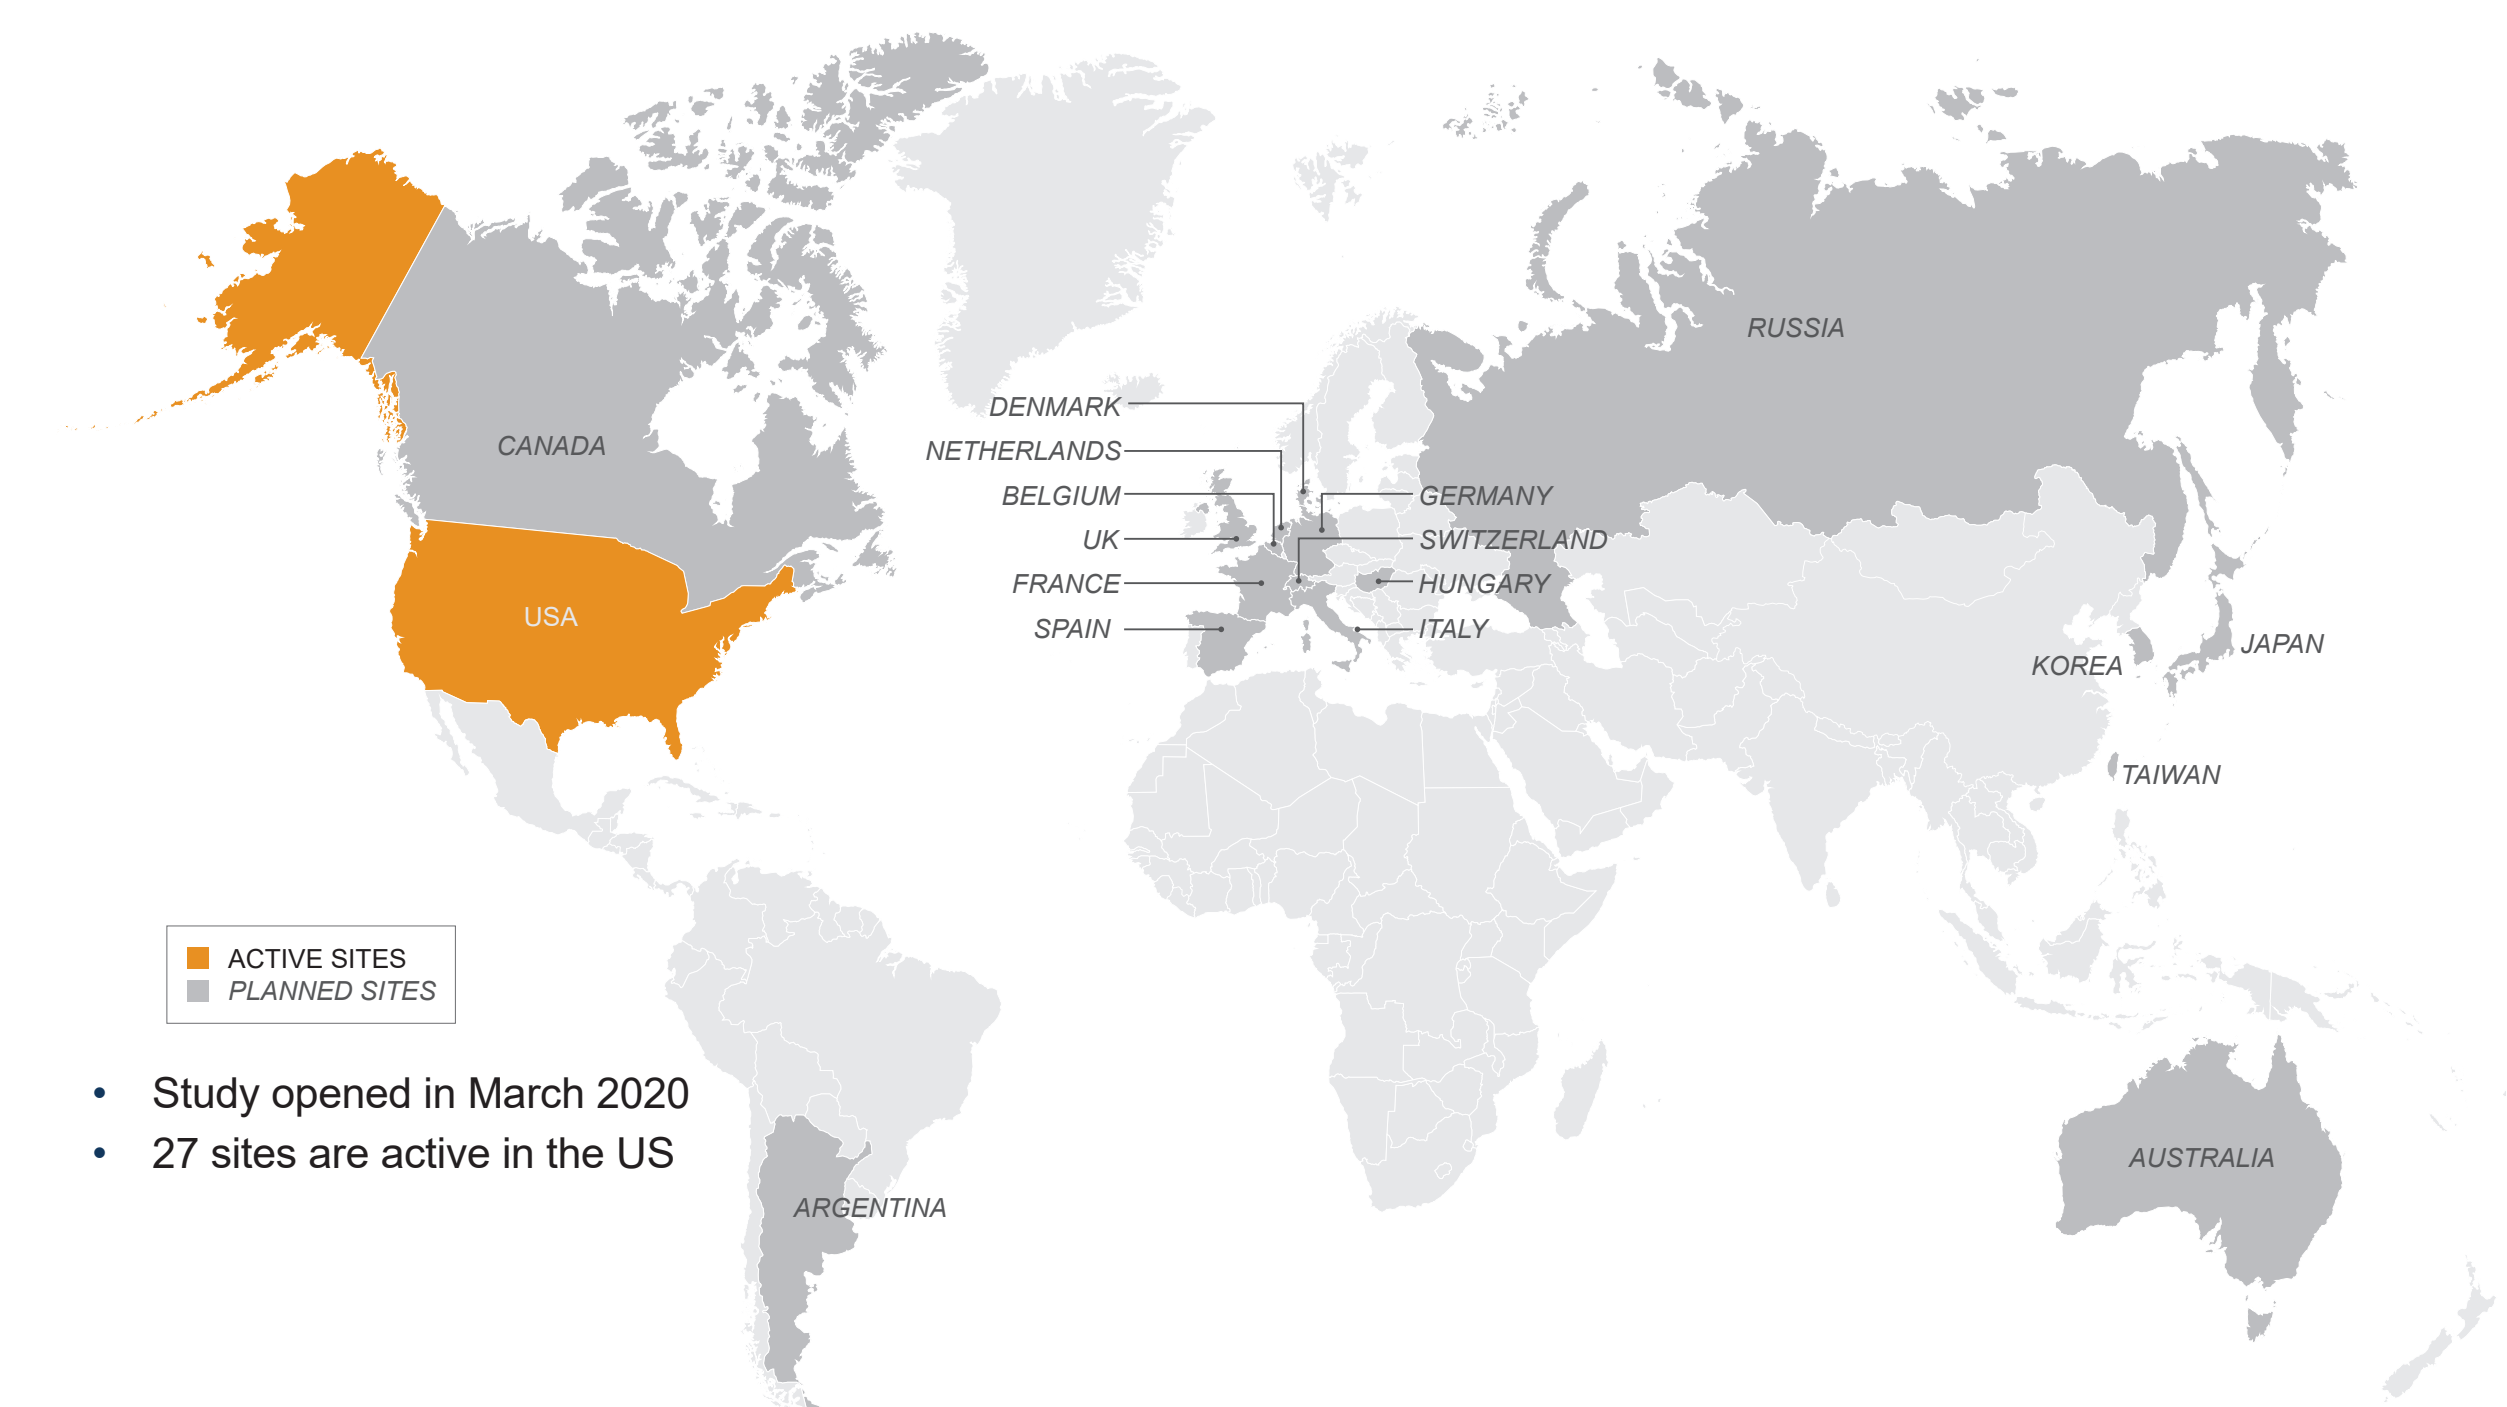 RUSSIA
DENMARK
CANADA
NETHERLANDS
BELGIUM
GERMANY
UK
SWITZERLAND
FRANCE
HUNGARY
USA
SPAIN
ITALY
JAPAN
KOREA
TAIWAN
ACTIVE SITES
PLANNED SITES
• Study opened in March 2020
• 27 sites are active in the US
AUSTRALIA
ARGENTINA